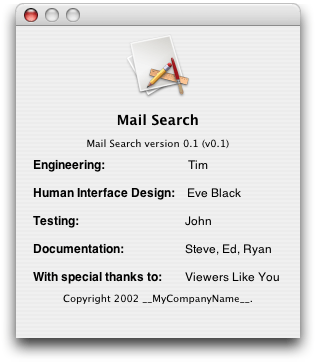 Mail Search
Mail Search version 0.1 (v0.1)
Engineering: Tim
Human Interface Design: Eve Black
Testing: John
Documentation: Steve, Ed, Ryan
With special thanks to: Viewers Like You
Copyright 2002 __MyCompanyName__.